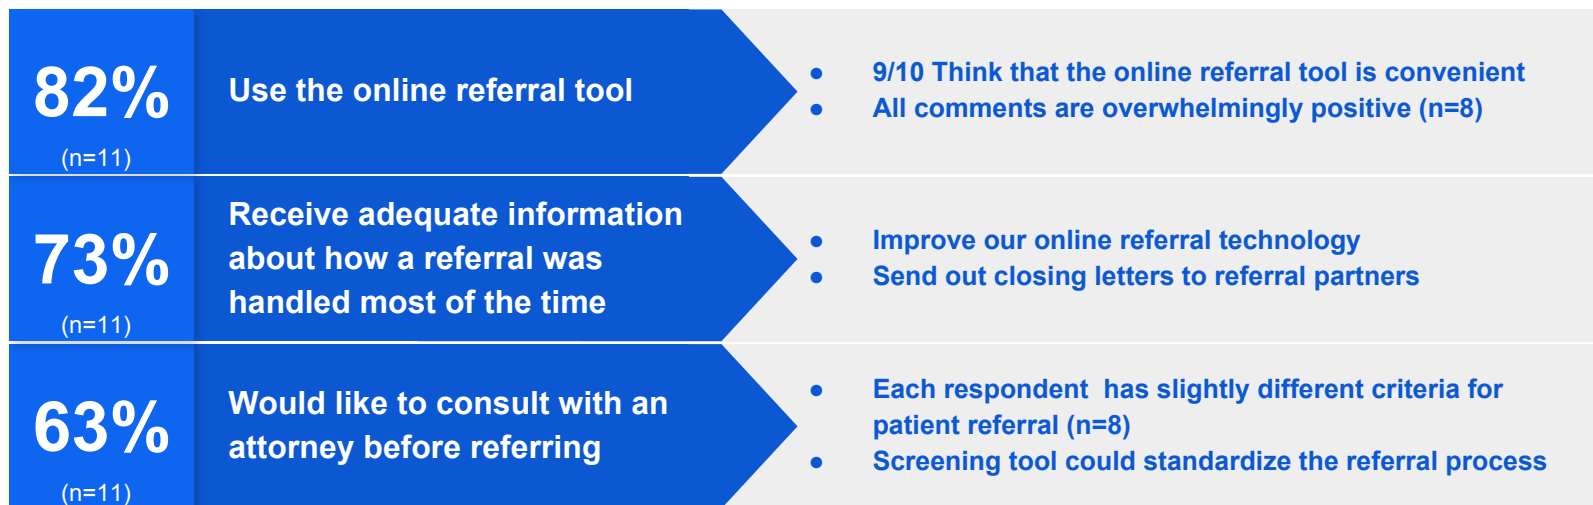 82%
(n=11)
Use the online referral tool
● 9/10 Think that the online referral tool is convenient
● All comments are overwhelmingly positive (n=8)
73%
(n=11)
Receive adequate information
about how a referral was
handled most of the time
● Improve our online referral technology
● Send out closing letters to referral partners
63%
(n=11)
Would like to consult with an
attorney before referring
● Each respondent  has slightly different criteria for
patient referral (n=8)
● Screening tool could standardize the referral process